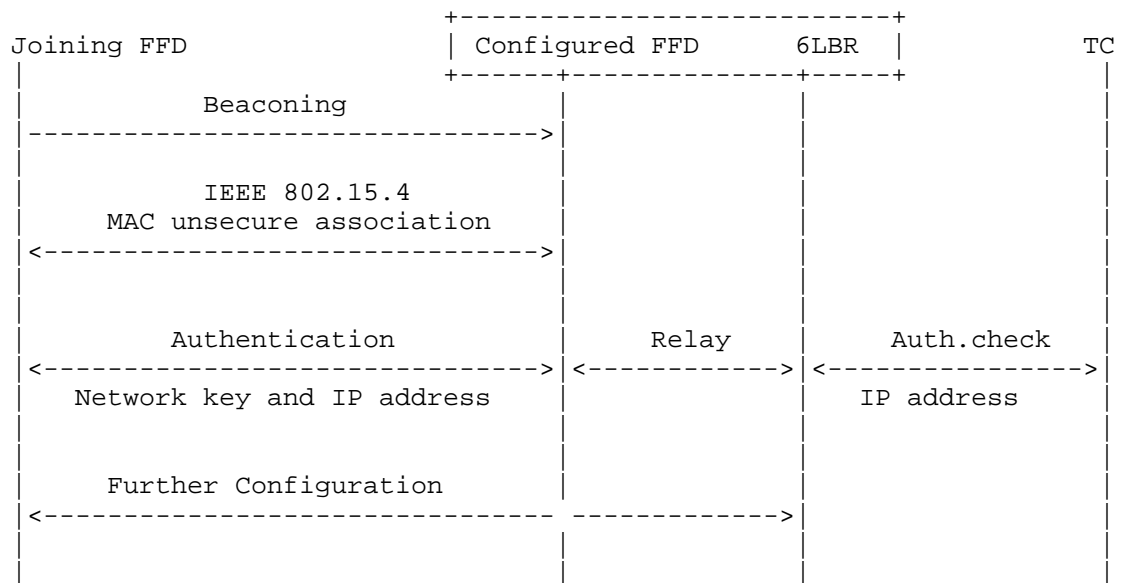 Joining FFD Configured FFD 6LBR TC
Beaconing
IEEE 802.15.4
MAC unsecure association
Authentication Relay Auth.check
Network key and IP address IP address
Further Configuration